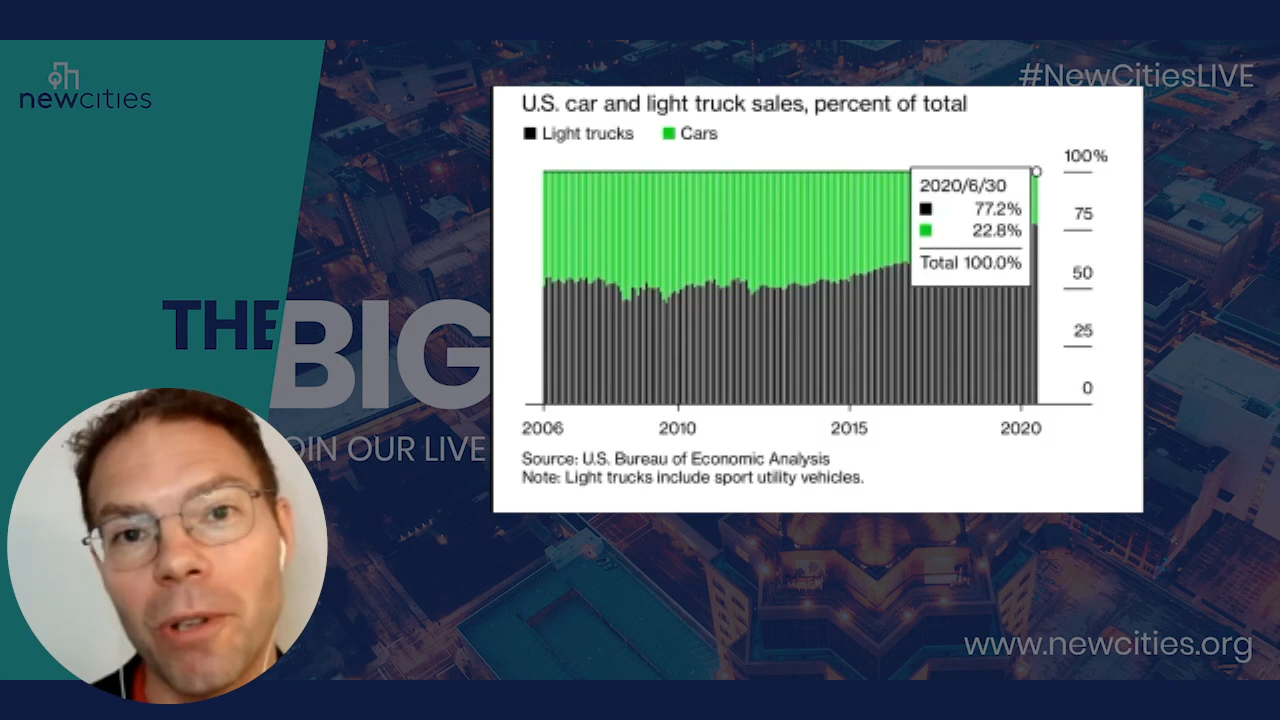 newcities
#NewCitiesLIVE
U.S. car and light truck sales, percent of total
Light trucks Cars
100%
2020/6/30
77.2%
75
22.8%
Total 100.0%
50
25
0
2006 2010 2015 2020
Source: U.S. Bureau of Economic Analysis
Note: Light trucks include sport utility vehicles.
THE BIG
OIN OUR LIVE
www.newcities.org